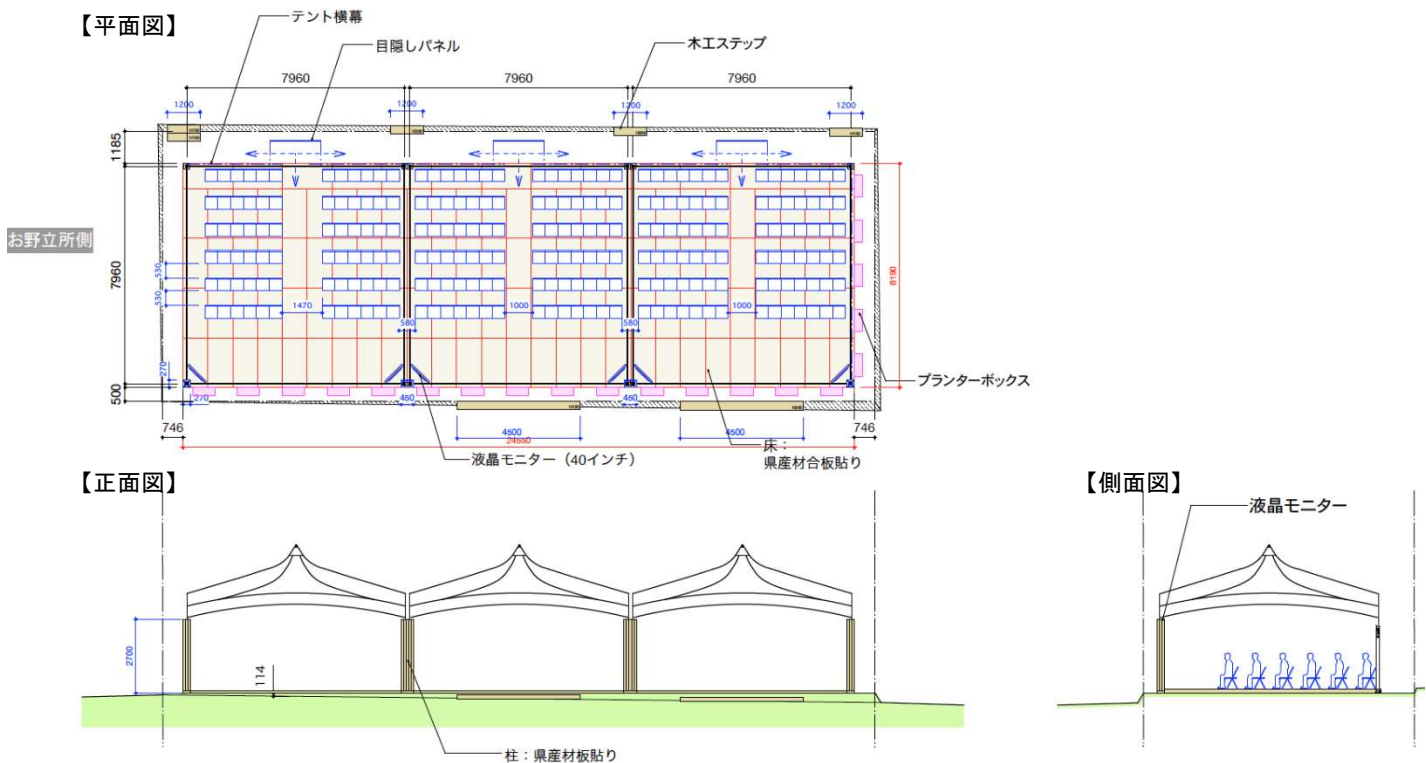 【平面図】
テント横幕
目隠しパネル
木工ステップ
7960
7960
7960
1200
1200
1200
1200
1185
お野立所側
7960
530
530
1470
1000
1000
580
580
8190
270
500
270
460
460
プランターボックス
746
4600
4600
746
24550
床：
県産材合板貼り
液晶モニター（40インチ）
【正面図】
【側面図】
液晶モニター
2700
114
柱：県産材板貼り